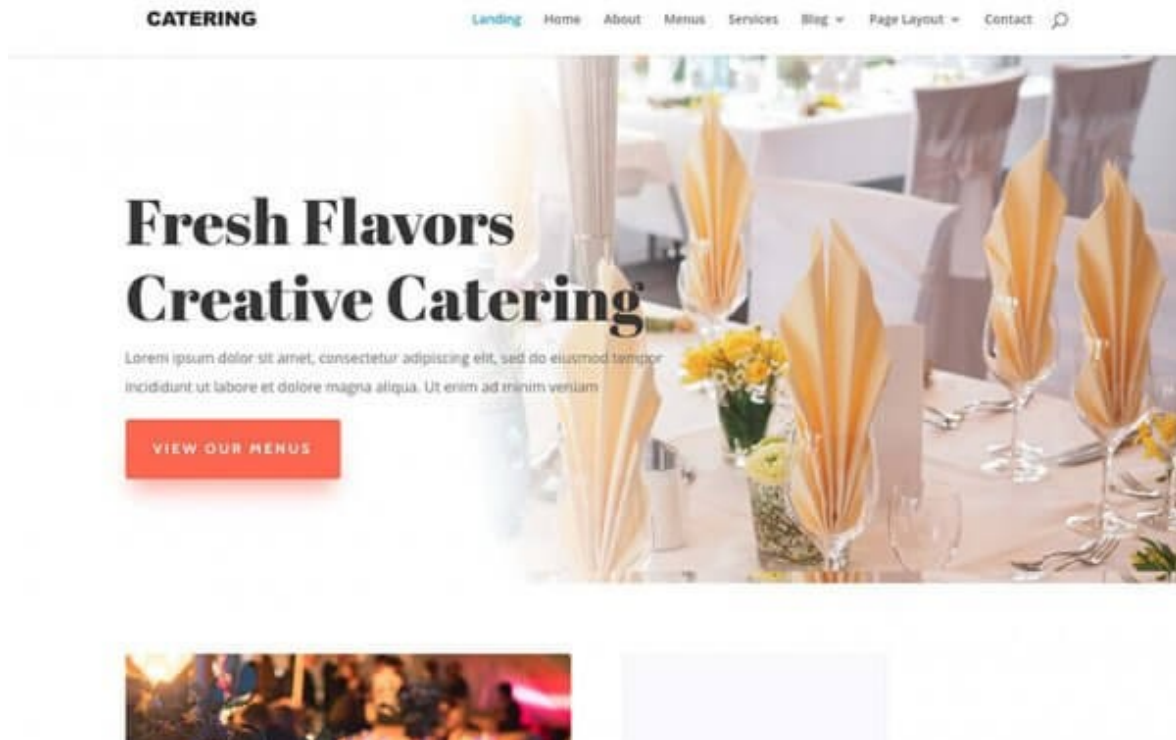 CATERING
Landing Home About Menus Services Blog Page Layout Contact
Fresh Flavors
Creative Catering
Lorem ipsum dolor sit amet, consectetur adipiscing elit, sed do eiusmod tempor
incididunt ut labore et dolore magna aliqua. Ut enim ad minim veniam
VIEW OUR MENUS